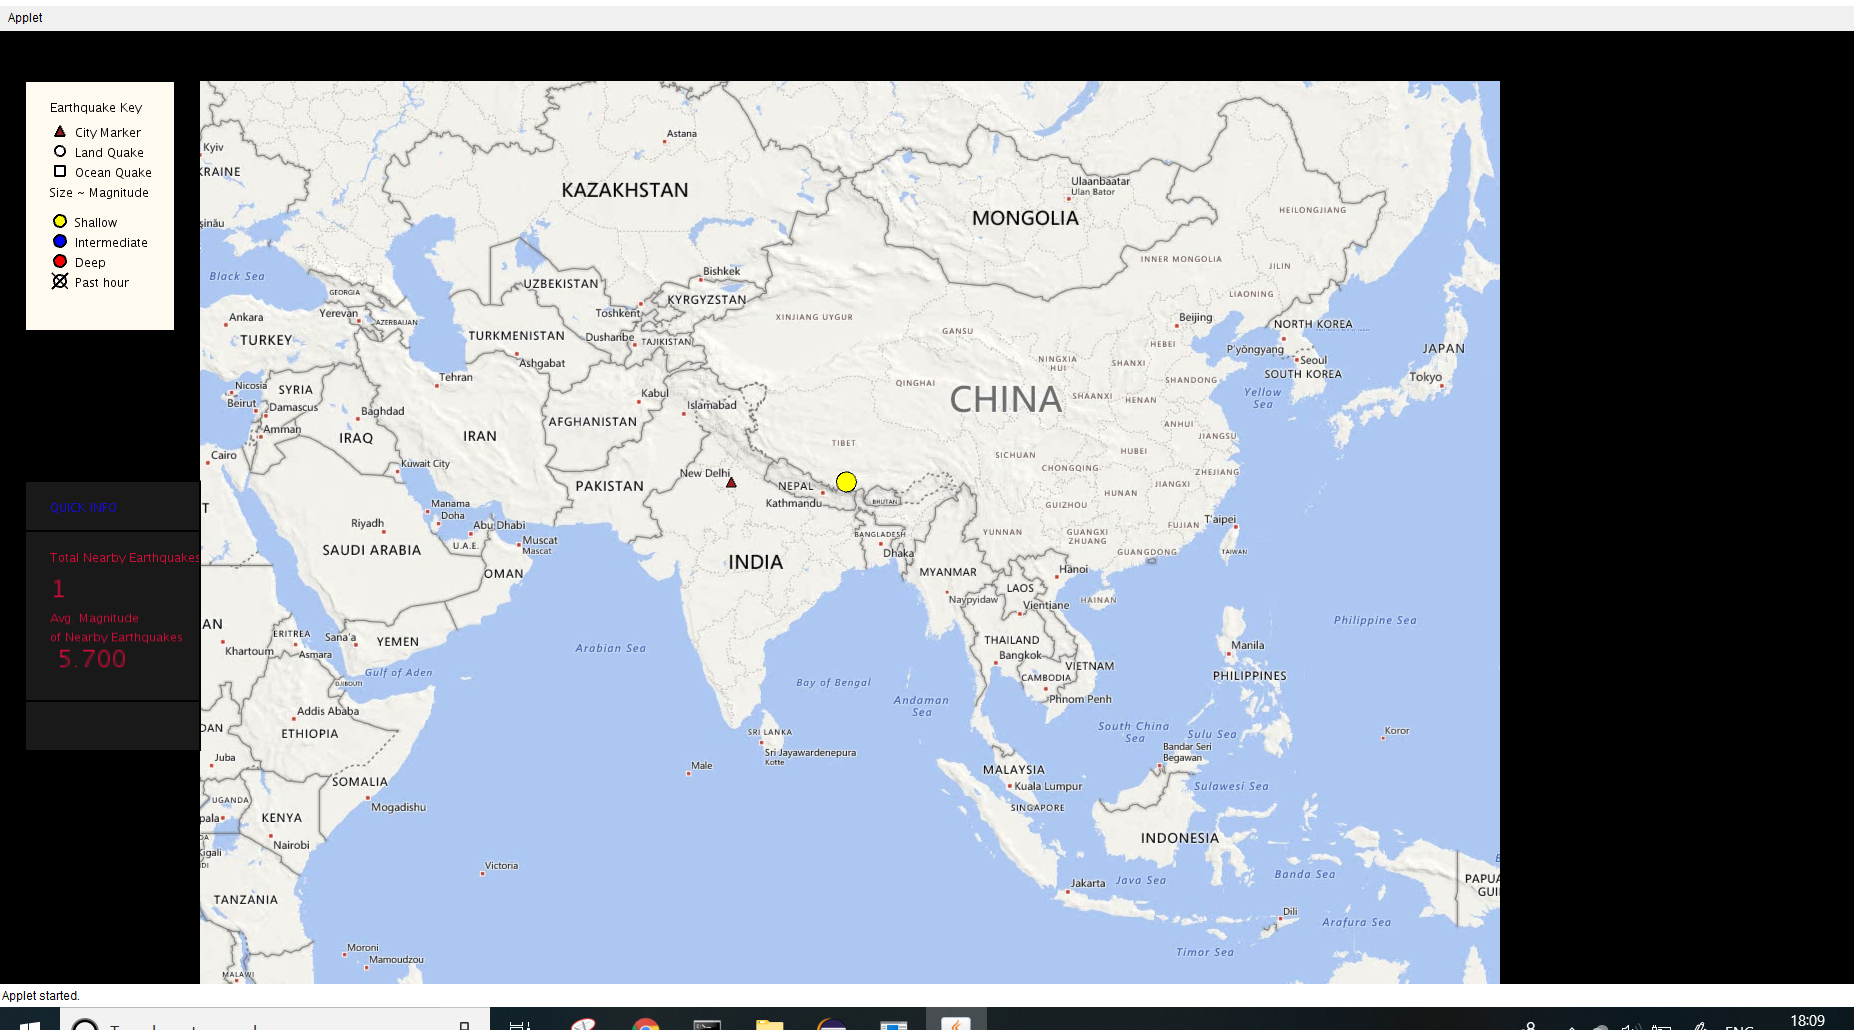 Applet
Earthquake Key
City Marker
Land Quake
Ocean Quake
Size ~ Magnitude
Shallow
Intermediate
Deep
Past hour
QUICK INFO
Total Nearby Earthquakes
1
Avg. Magnitude
of Nearby Earthquakes
5.700
Astana
Kyiv
KRAINE
KAZAKHSTAN
Ulaanbaatar
Ulan Bator
MONGOLIA
HEILONGJIANG
şinău
INNER MONGOLIA
JILIN
Black Sea
Bishkek
UZBEKISTAN
GEORGIA
KYRGYZSTAN
LIAONING
Ankara
Yerevan
AZERBAIJAN
Toshkent
XINJIANG UYGUR
Beijing
NORTH KOREA
TURKEY
TURKMENISTAN
Dushanbe
TAJIKISTAN
GANSU
HEBEI
P'yŏngyang
JAPAN
Ashgabat
NINGXIA
HUI
SHANXI
Seoul
SOUTH KOREA
Tehran
Nicosia
SYRIA
Kabul
QINGHAI
CHINA
SHANDONG
Tokyo
Beirut
Damascus
Baghdad
Islamabad
SHAANXI
HENAN
Yellow
Sea
Amman
IRAQ
IRAN
AFGHANISTAN
TIBET
ANHUI
JIANGSU
Cairo
Kuwait City
New Delhi
SICHUAN
CHONGQING
HUBEI
ZHEJIANG
PAKISTAN
NEPAL
Kathmandu
BHUTAN
HUNAN
JIANGXI
T
Manama
Doha
GUIZHOU
Riyadh
Abu Dhabi
FUJIAN
T'aipei
SAUDI ARABIA
U.A.E.
Muscat
Mascat
BANGLADESH
Dhaka
YUNNAN
GUANGXI
ZHUANG
GUANGDONG
TAIWAN
OMAN
INDIA
MYANMAR
Hanoi
LAOS
Naypyidaw
Vientiane
HAINAN
AN
ERITREA
Sana'a
YEMEN
Khartoum
Asmara
Arabian Sea
THAILAND
Bangkok
VIETNAM
Manila
Philippine Sea
Gulf of Aden
DJIBOUTI
Bay of Bengal
CAMBODIA
PHILIPPINES
Andaman
Sea
Phnom Penh
Addis Ababa
DAN
ETHIOPIA
SRI LANKA
Sri Jayawardenepura
Kotte
South China
Sea
Sulu Sea
Koror
Juba
Male
Bandar Seri
Begawan
SOMALIA
MALAYSIA
Kuala Lumpur
Sulawesi Sea
UGANDA
Mogadishu
SINGAPORE
pala
KENYA
INDONESIA
DA
Nairobi
Kigali
DI
Victoria
Jakarta
Java Sea
Banda Sea
PAPUA
GUI
TANZANIA
Dili
Arafura Sea
Moroni
Mamoudzou
Timor Sea
MALAWI
Applet started.
18:09
ENG